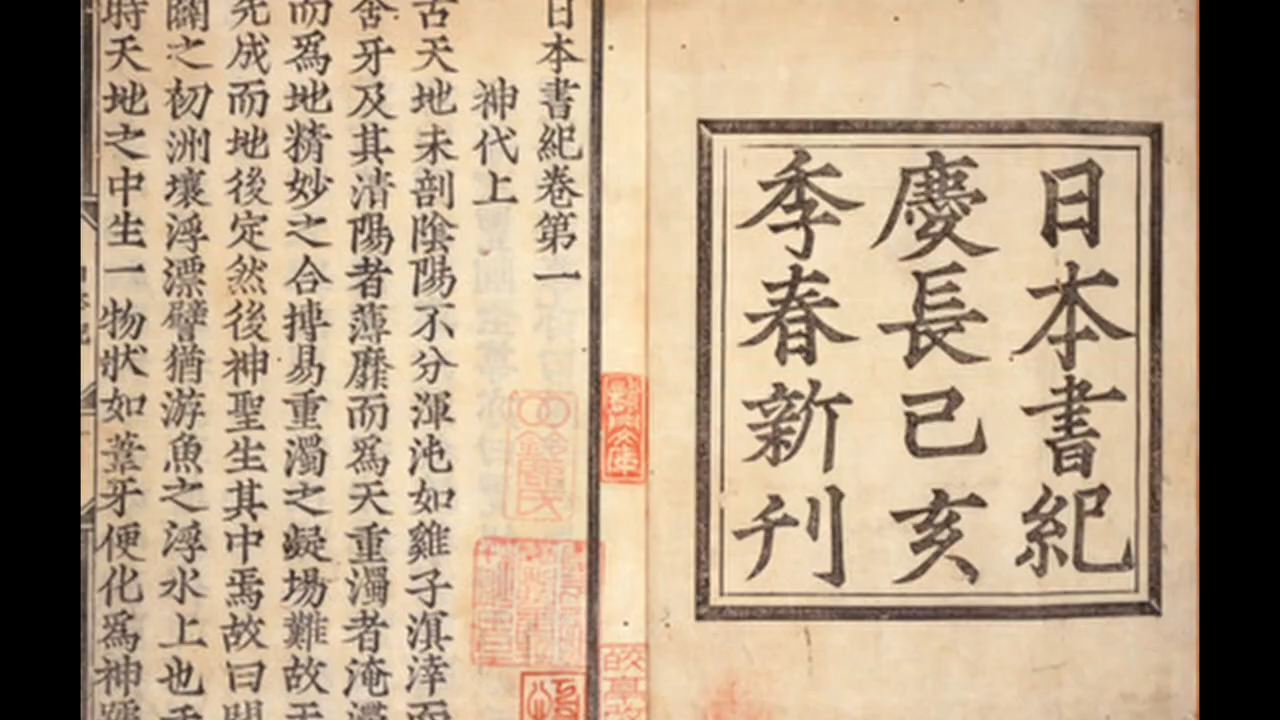 日本書紀
慶長己亥
季春新刊
日本書紀卷第一
神代上
古天地未剖陰陽不分渾沌如雞子溟涬而
含牙及其清陽者薄靡而爲天重濁者淹滯
而爲地精妙之合搏易重濁之凝埸難故天
先成而地後定然後神聖生其中焉故曰開
闢之初洲壤浮漂譬猶游魚之浮水上也于
時天地之中生一物狀如葦牙便化爲神號